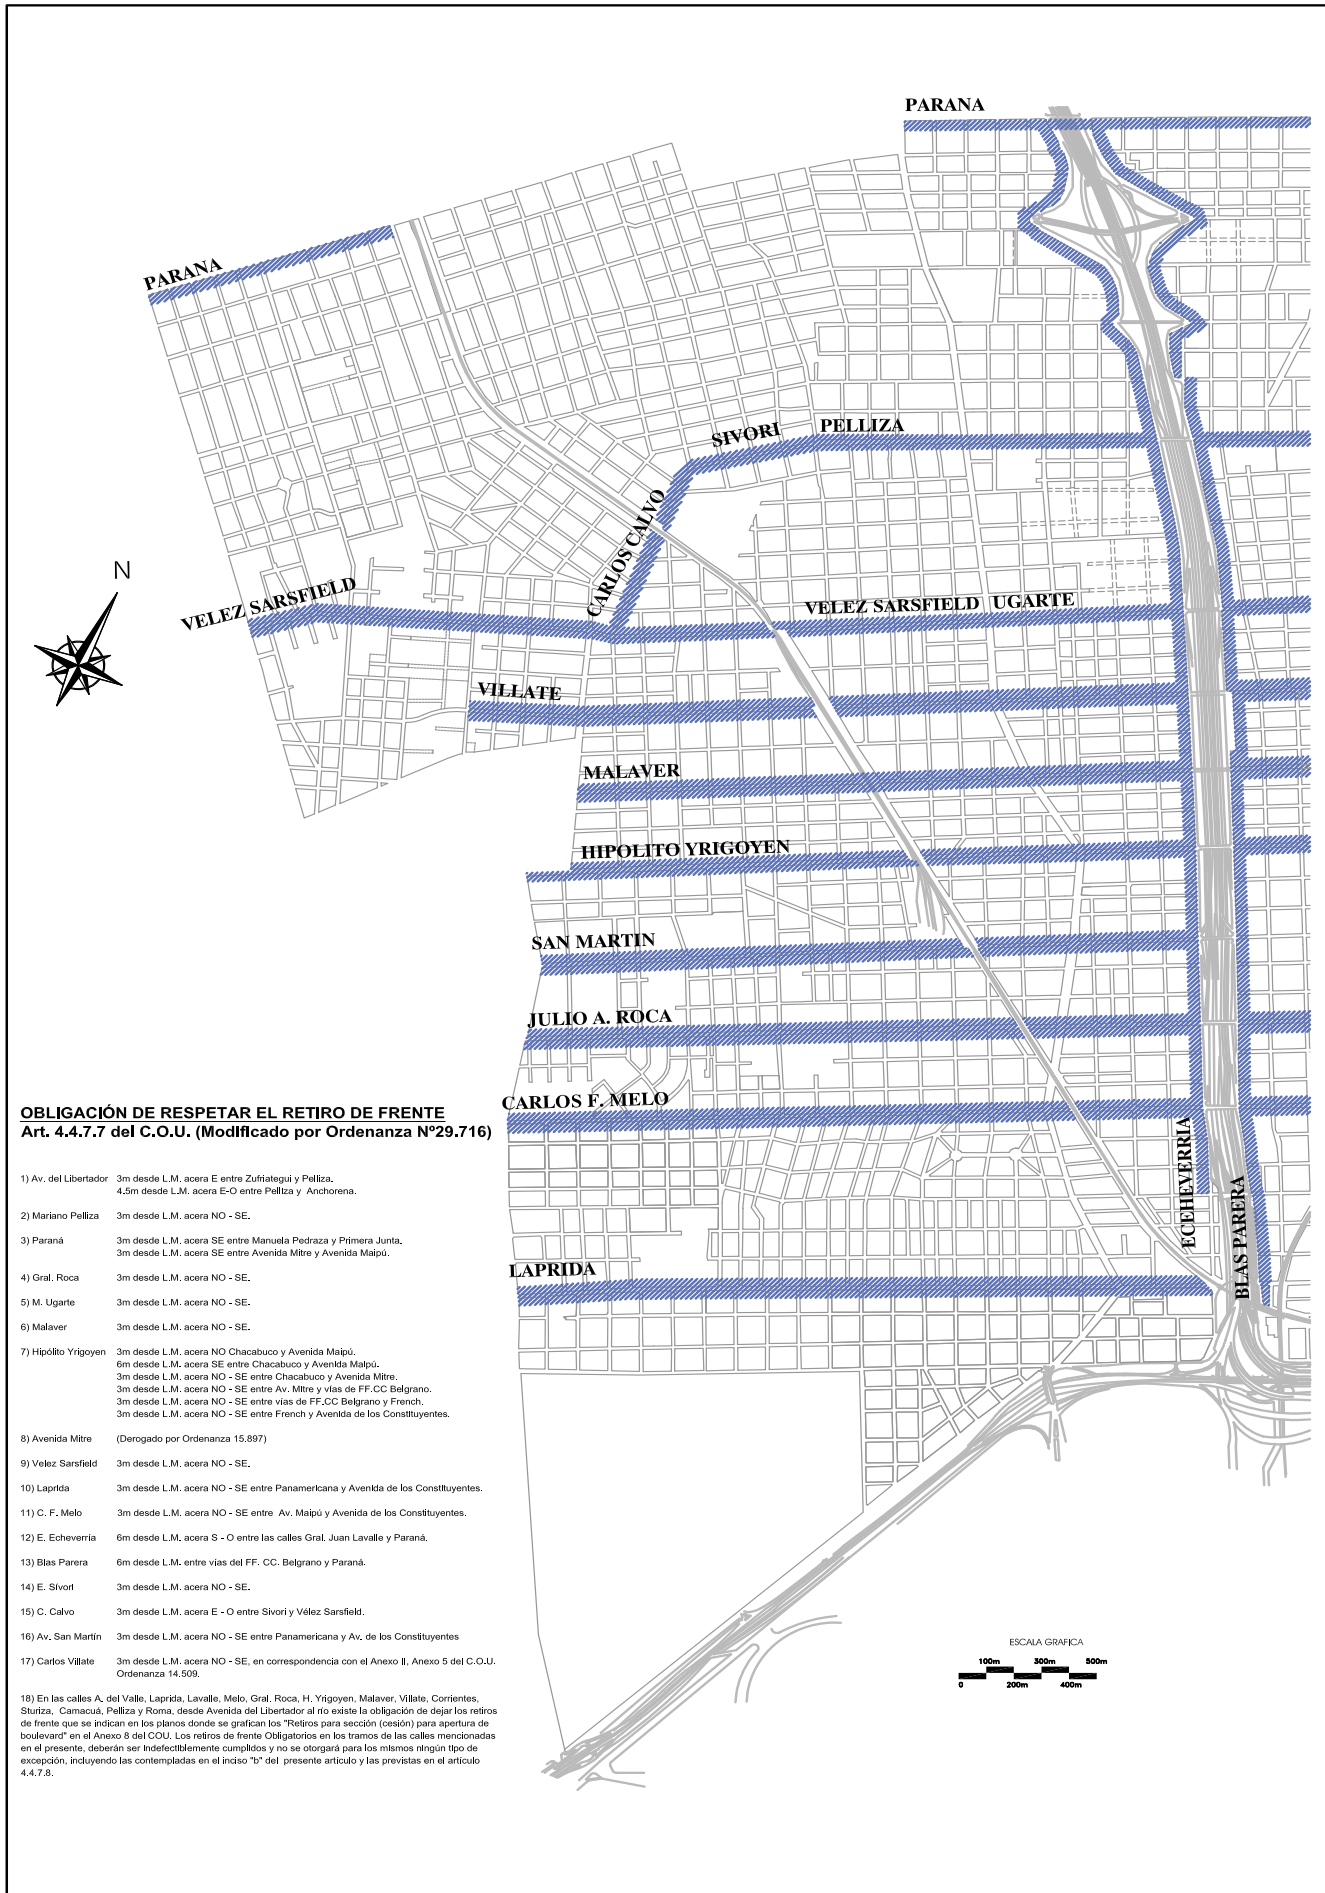 PARANA
PARANA
SIVORI
PELLIZA
CARLOS CALVO
N
VELEZ SARSFIELD
VELEZ SARSFIELD UGARTE
VILLATE
MALAVER
HIPOLITO YRIGOYEN
SAN MARTIN
JULIO A. ROCA
CARLOS F. MELO
ECEHEVERRIA
BLAS PARERA
LAPRIDA
OBLIGACIÓN DE RESPETAR EL RETIRO DE FRENTE
Art. 4.4.7.7 del C.O.U. (Modificado por Ordenanza Nº29.716)
1) Av. del Libertador 3m desde L.M. acera E entre Zufriategui y Pelliza.
4.5m desde L.M. acera E-O entre Pelliza y Anchorena.
2) Mariano Pelliza 3m desde L.M. acera NO - SE.
3) Paraná 3m desde L.M. acera SE entre Manuela Pedraza y Primera Junta.
3m desde L.M. acera SE entre Avenida Mitre y Avenida Maipú.
4) Gral. Roca 3m desde L.M. acera NO - SE.
5) M. Ugarte 3m desde L.M. acera NO - SE.
6) Malaver 3m desde L.M. acera NO - SE.
7) Hipólito Yrigoyen 3m desde L.M. acera NO Chacabuco y Avenida Maipú.
6m desde L.M. acera SE entre Chacabuco y Avenida Maipú.
3m desde L.M. acera NO - SE entre Chacabuco y Avenida Mitre.
3m desde L.M. acera NO - SE entre Av. Mitre y vías de FF.CC Belgrano.
3m desde L.M. acera NO - SE entre vías de FF.CC Belgrano y French.
3m desde L.M. acera NO - SE entre French y Avenida de los Constituyentes.
8) Avenida Mitre (Derogado por Ordenanza 15.897)
9) Velez Sarsfield 3m desde L.M. acera NO - SE.
10) Laprida 3m desde L.M. acera NO - SE entre Panamericana y Avenida de los Constituyentes.
11) C. F. Melo 3m desde L.M. acera NO - SE entre Av. Maipú y Avenida de los Constituyentes.
12) E. Echeverría 6m desde L.M. acera S - O entre las calles Gral. Juan Lavalle y Paraná.
13) Blas Parera 6m desde L.M. entre vías del FF. CC. Belgrano y Paraná.
14) E. Sívori 3m desde L.M. acera NO - SE.
15) C. Calvo 3m desde L.M. acera E - O entre Sivori y Vélez Sarsfield.
16) Av. San Martín 3m desde L.M. acera NO - SE entre Panamericana y Av. de los Constituyentes
17) Carlos Villate 3m desde L.M. acera NO - SE, en correspondencia con el Anexo II, Anexo 5 del C.O.U.
Ordenanza 14.509.
18) En las calles A. del Valle, Laprida, Lavalle, Melo, Gral. Roca, H. Yrigoyen, Malaver, Villate, Corrientes,
Sturiza, Camacuá, Pelliza y Roma, desde Avenida del Libertador al río existe la obligación de dejar los retiros
de frente que se indican en los planos donde se grafican los "Retiros para sección (cesión) para apertura de
boulevard" en el Anexo 8 del COU. Los retiros de frente Obligatorios en los tramos de las calles mencionadas
en el presente, deberán ser indefectiblemente cumplidos y no se otorgará para los mismos ningún tipo de
excepción, incluyendo las contempladas en el inciso "b" del presente artículo y las previstas en el artículo
4.4.7.8.
ESCALA GRAFICA
100m 300m 500m
0 200m 400m